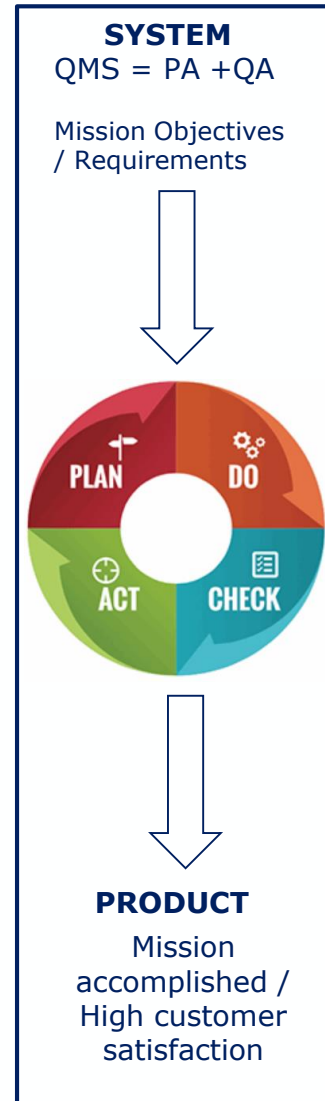 SYSTEM
QMS = PA +QA
Mission Objectives
/ Requirements
PLAN
DO
ACT
CHECK
PRODUCT
Mission
accomplished /
High customer
satisfaction